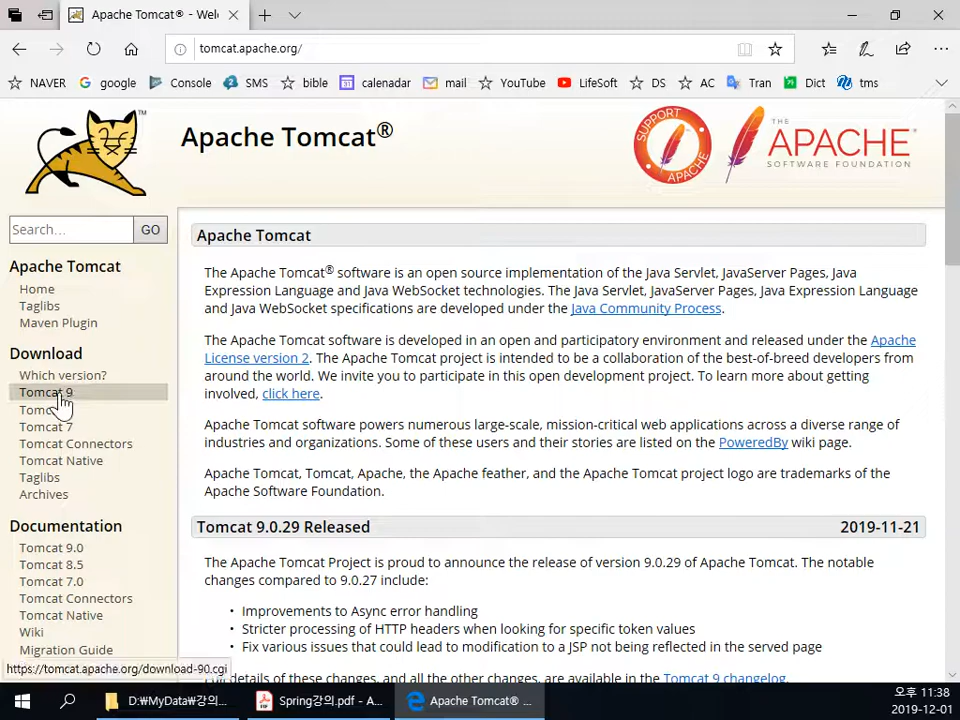 Apache Tomcat® - Welc
tomcat.apache.org/
NAVER google Console SMS bible calenadar mail YouTube LifeSoft DS AC Tran Dict tms
TM
Apache Tomcat®
SUPPORT APACHE
THE
APACHE®
SOFTWARE FOUNDATION
Search... GO
Apache Tomcat
Home
Taglibs
Maven Plugin
Download
Which version?
Tomcat 9
Tomc
Tomcat 7
Tomcat Connectors
Tomcat Native
Taglibs
Archives
Documentation
Tomcat 9.0
Tomcat 8.5
Tomcat 7.0
Tomcat Connectors
Tomcat Native
Wiki
Migration Guide
https://tomcat.apache.org/download-90.cgi
Apache Tomcat
The Apache Tomcat® software is an open source implementation of the Java Servlet, JavaServer Pages, Java
Expression Language and Java WebSocket technologies. The Java Servlet, JavaServer Pages, Java Expression Language
and Java WebSocket specifications are developed under the Java Community Process.
The Apache Tomcat software is developed in an open and participatory environment and released under the Apache
License version 2. The Apache Tomcat project is intended to be a collaboration of the best-of-breed developers from
around the world. We invite you to participate in this open development project. To learn more about getting
involved, click here.
Apache Tomcat software powers numerous large-scale, mission-critical web applications across a diverse range of
industries and organizations. Some of these users and their stories are listed on the PoweredBy wiki page.
Apache Tomcat, Tomcat, Apache, the Apache feather, and the Apache Tomcat project logo are trademarks of the
Apache Software Foundation.
Tomcat 9.0.29 Released 2019-11-21
The Apache Tomcat Project is proud to announce the release of version 9.0.29 of Apache Tomcat. The notable
changes compared to 9.0.27 include:
• Improvements to Async error handling
• Stricter processing of HTTP headers when looking for specific token values
• Fix various issues that could lead to modification to a JSP not being reflected in the served page
details of these changes, and all the other changes, are available in the Tomcat 9 changelog.
D:₩MyData₩강의... Spring강의.pdf - A... Apache Tomcat® ...
오후 11:38
2019-12-01